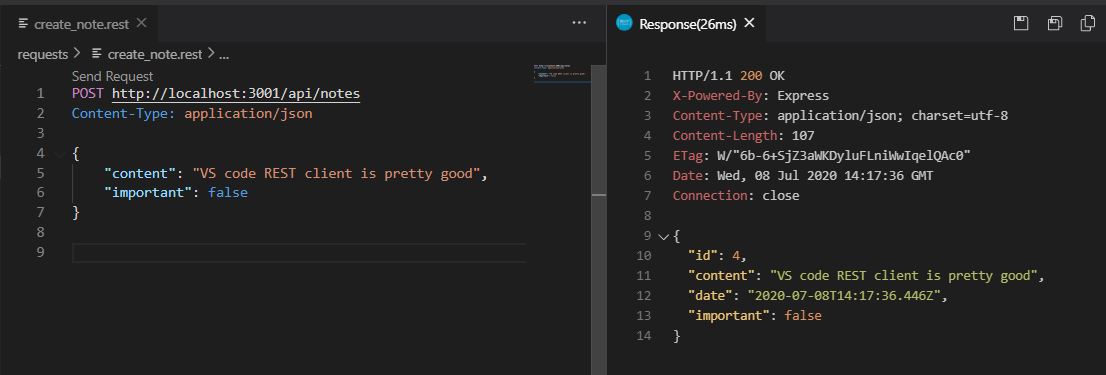 create_note.rest
requests > create_note.rest > ...
Send Request
1 POST http://localhost:3001/api/notes
2 Content-Type: application/json
3
4 {
5 "content": "VS code REST client is pretty good",
6 "important": false
7 }
8
9
Response(26ms)
1 HTTP/1.1 200 OK
2 X-Powered-By: Express
3 Content-Type: application/json; charset=utf-8
4 Content-Length: 107
5 ETag: W/"6b-6+SjZ3aWKDyluFLniWwIqelQAc0"
6 Date: Wed, 08 Jul 2020 14:17:36 GMT
7 Connection: close
8
9 {
10 "id": 4,
11 "content": "VS code REST client is pretty good",
12 "date": "2020-07-08T14:17:36.446Z",
13 "important": false
14 }